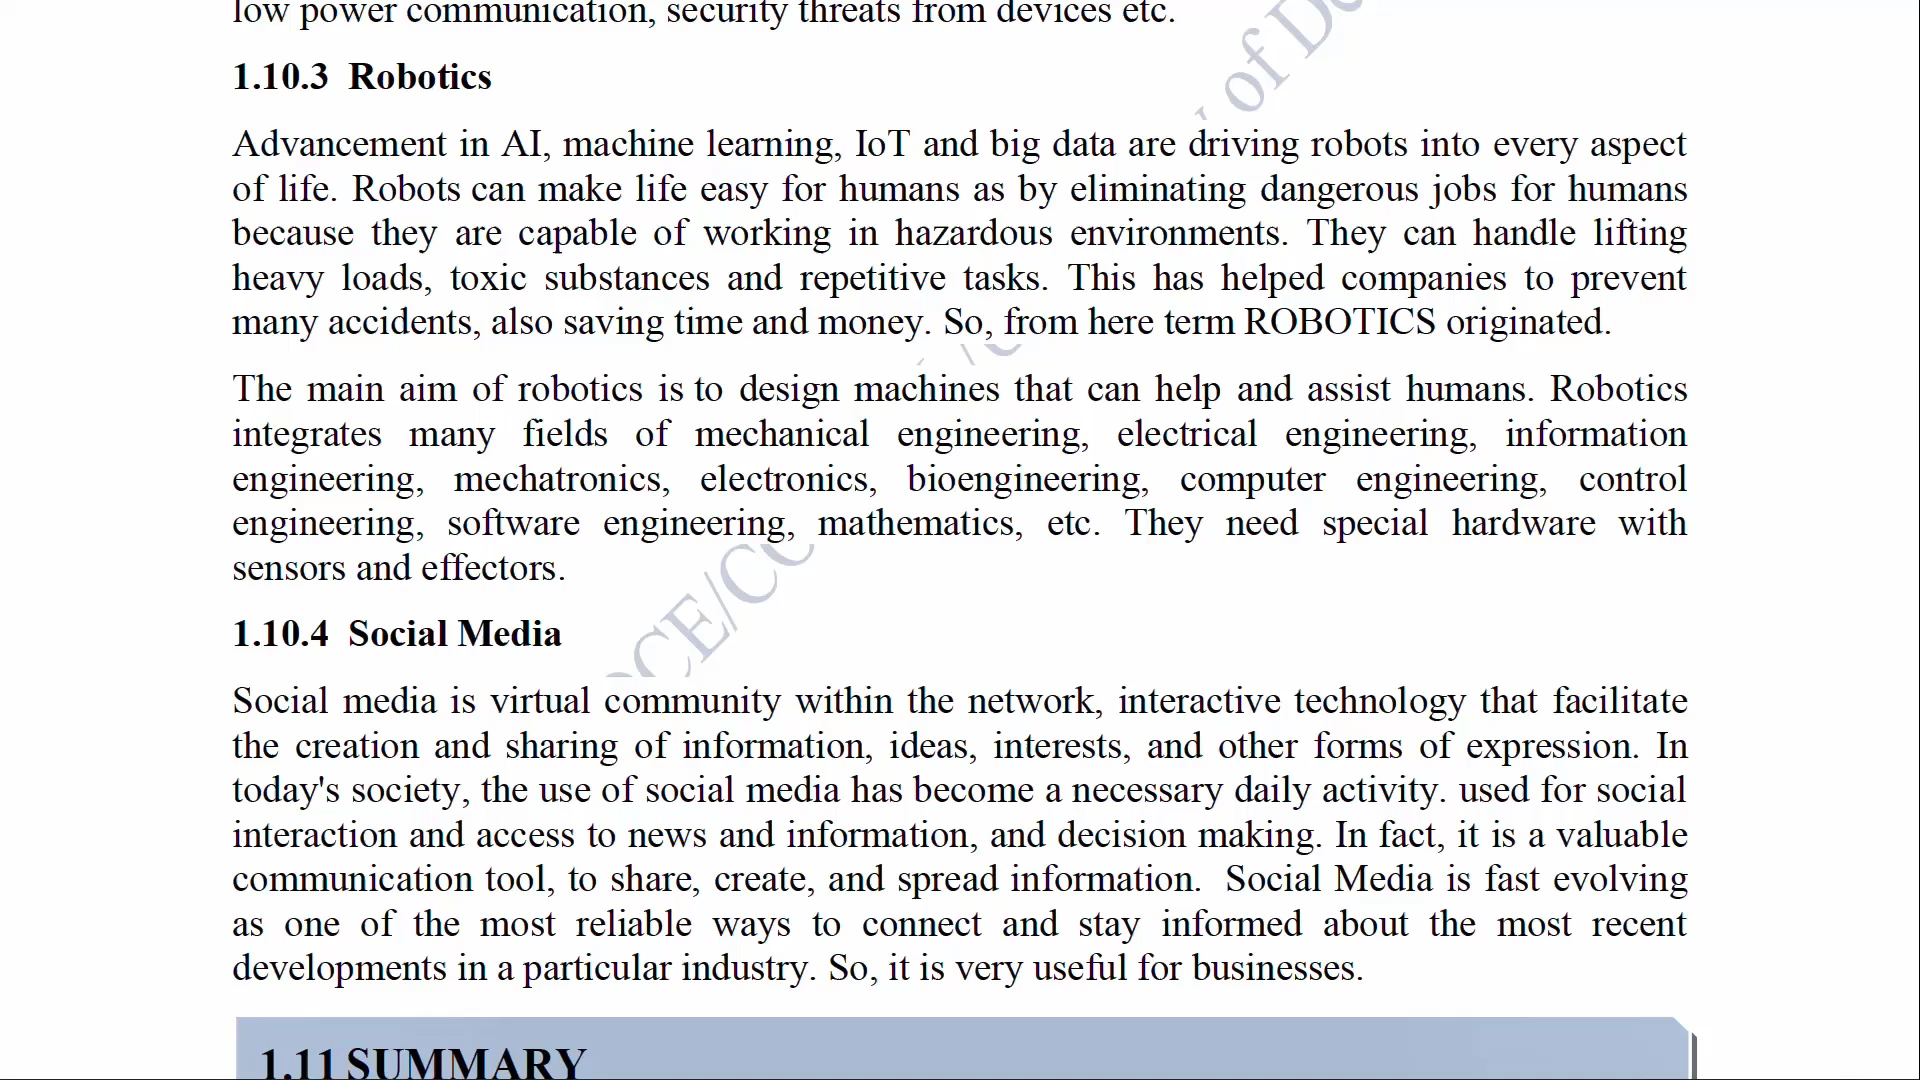 low power communication, security threats from devices etc.
1.10.3 Robotics
of D
Advancement in AI, machine learning, IoT and big data are driving robots into every aspect
of life. Robots can make life easy for humans as by eliminating dangerous jobs for humans
because they are capable of working in hazardous environments. They can handle lifting
heavy loads, toxic substances and repetitive tasks. This has helped companies to prevent
many accidents, also saving time and money. So, from here term ROBOTICS originated.
The main aim of robotics is to design machines that can help and assist humans. Robotics
integrates many fields of mechanical engineering, electrical engineering, information
engineering, mechatronics, electronics, bioengineering, computer engineering, control
engineering, software engineering, mathematics, etc. They need special hardware with
sensors and effectors.
1.10.4 Social Media
Social media is virtual community within the network, interactive technology that facilitate
the creation and sharing of information, ideas, interests, and other forms of expression. In
today's society, the use of social media has become a necessary daily activity. used for social
interaction and access to news and information, and decision making. In fact, it is a valuable
communication tool, to share, create, and spread information. Social Media is fast evolving
as one of the most reliable ways to connect and stay informed about the most recent
developments in a particular industry. So, it is very useful for businesses.
1.11 SUMMARY